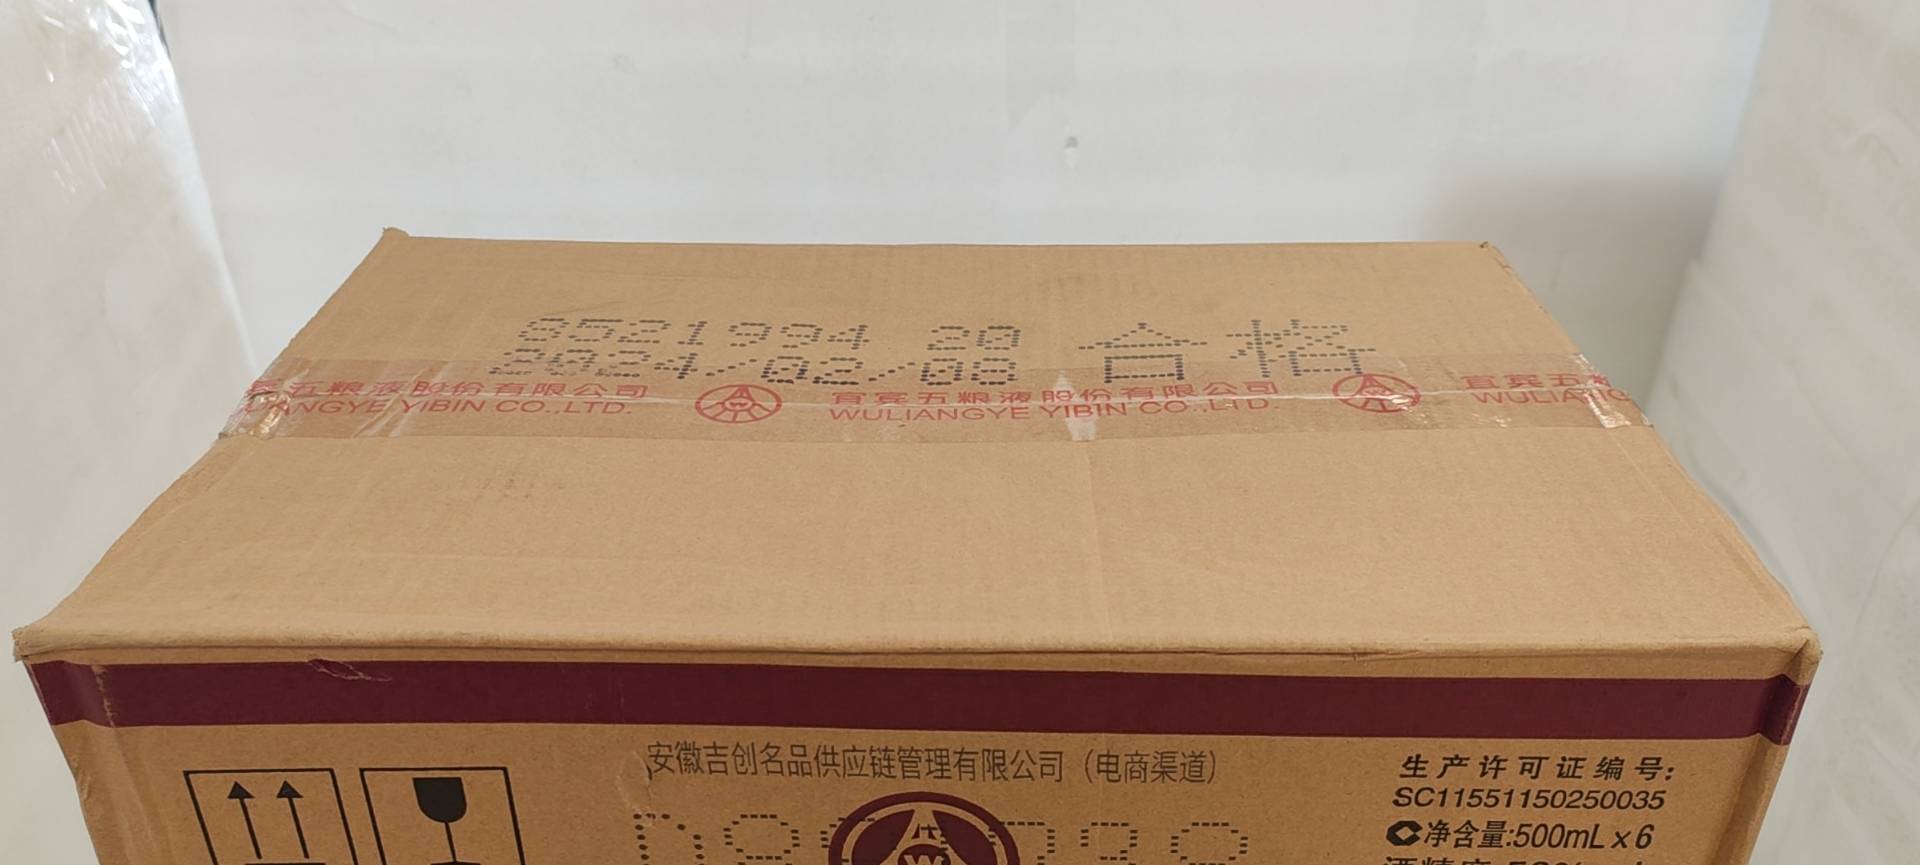 8521994 20 合格
2024/02/08
宾五粮液股份有限公司 宜宾五粮液股份有限公司 宜宾五
WULIANGYE YIBIN CO.,LTD. WULIANGYE YIBIN CO.,LTD.
安徽吉创名品供应链管理有限公司（电商渠道）
生产许可证编号:
SC11551150250035
净含量:500mL x 6